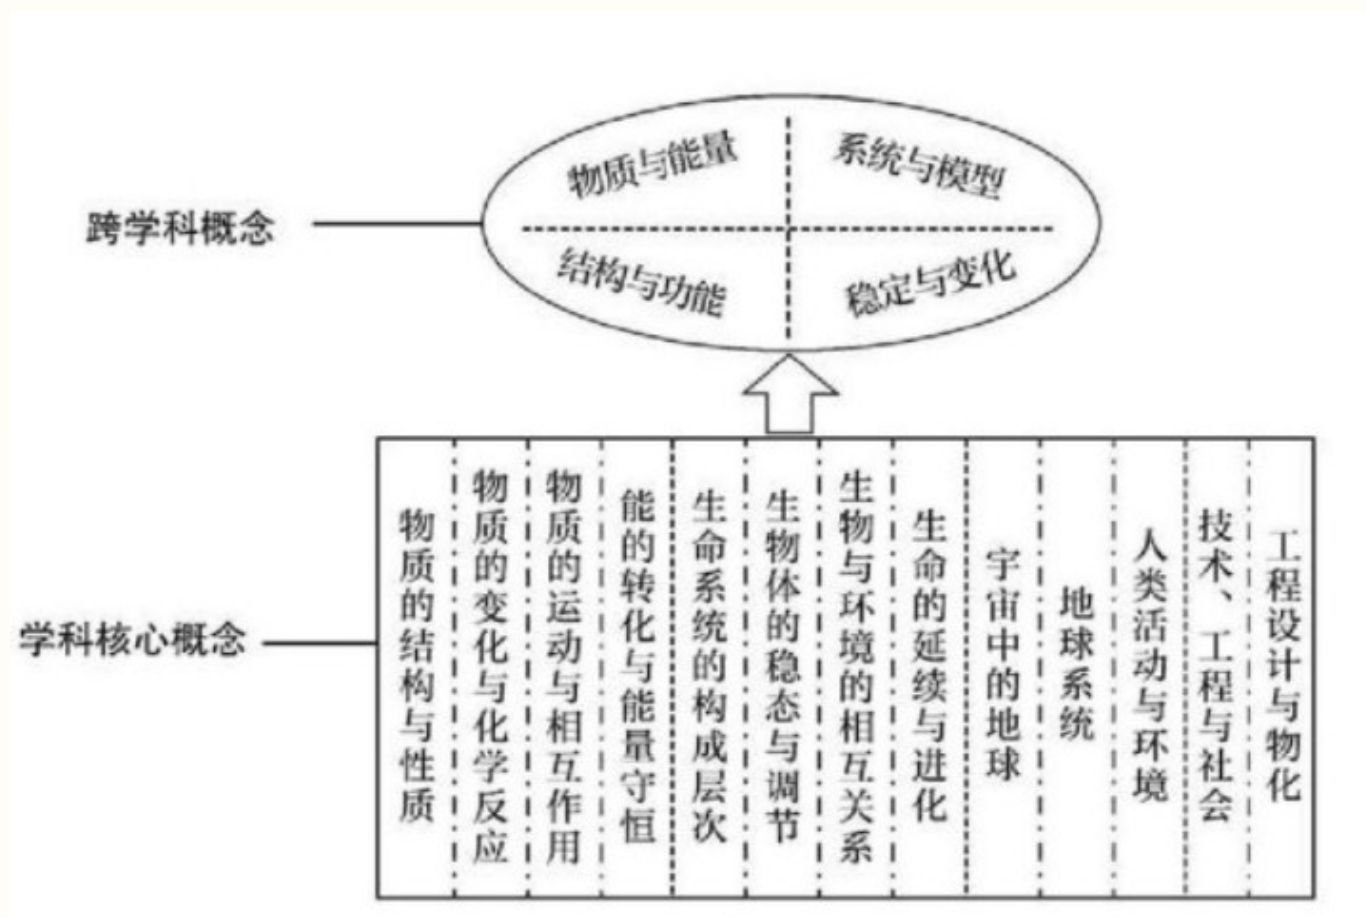 物质与能量
系统与模型
跨学科概念
结构与功能
稳定与变化
学科核心概念
物质的结构与性质
物质的变化与化学反应
物质的运动与相互作用
能的转化与能量守恒
生命系统的构成层次
生物体的稳态与调节
生物与环境的相互关系
生命的延续与进化
宇宙中的地球
地球系统
人类活动与环境
技术、工程与社会
工程设计与物化